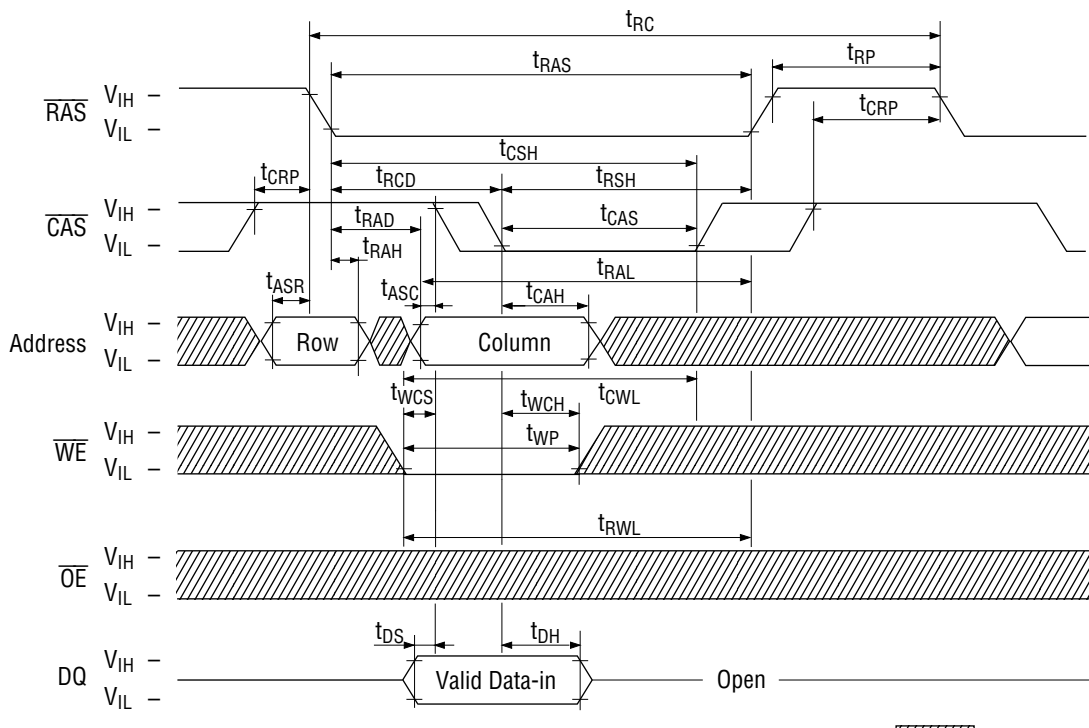 tRC
tRAS
tRP
RAS VIH –
VIL –
tCRP
tCSH
tCRP
tRCD
tRSH
CAS VIH –
VIL –
tRAD
tCAS
tRAH
tRAL
tASR
tASC
tCAH
Address VIH –
VIL –
Row
Column
tCWL
tWCS
tWCH
WE VIH –
VIL –
tWP
tRWL
OE VIH –
VIL –
tDS
tDH
DQ VIH –
VIL –
Valid Data-in
Open